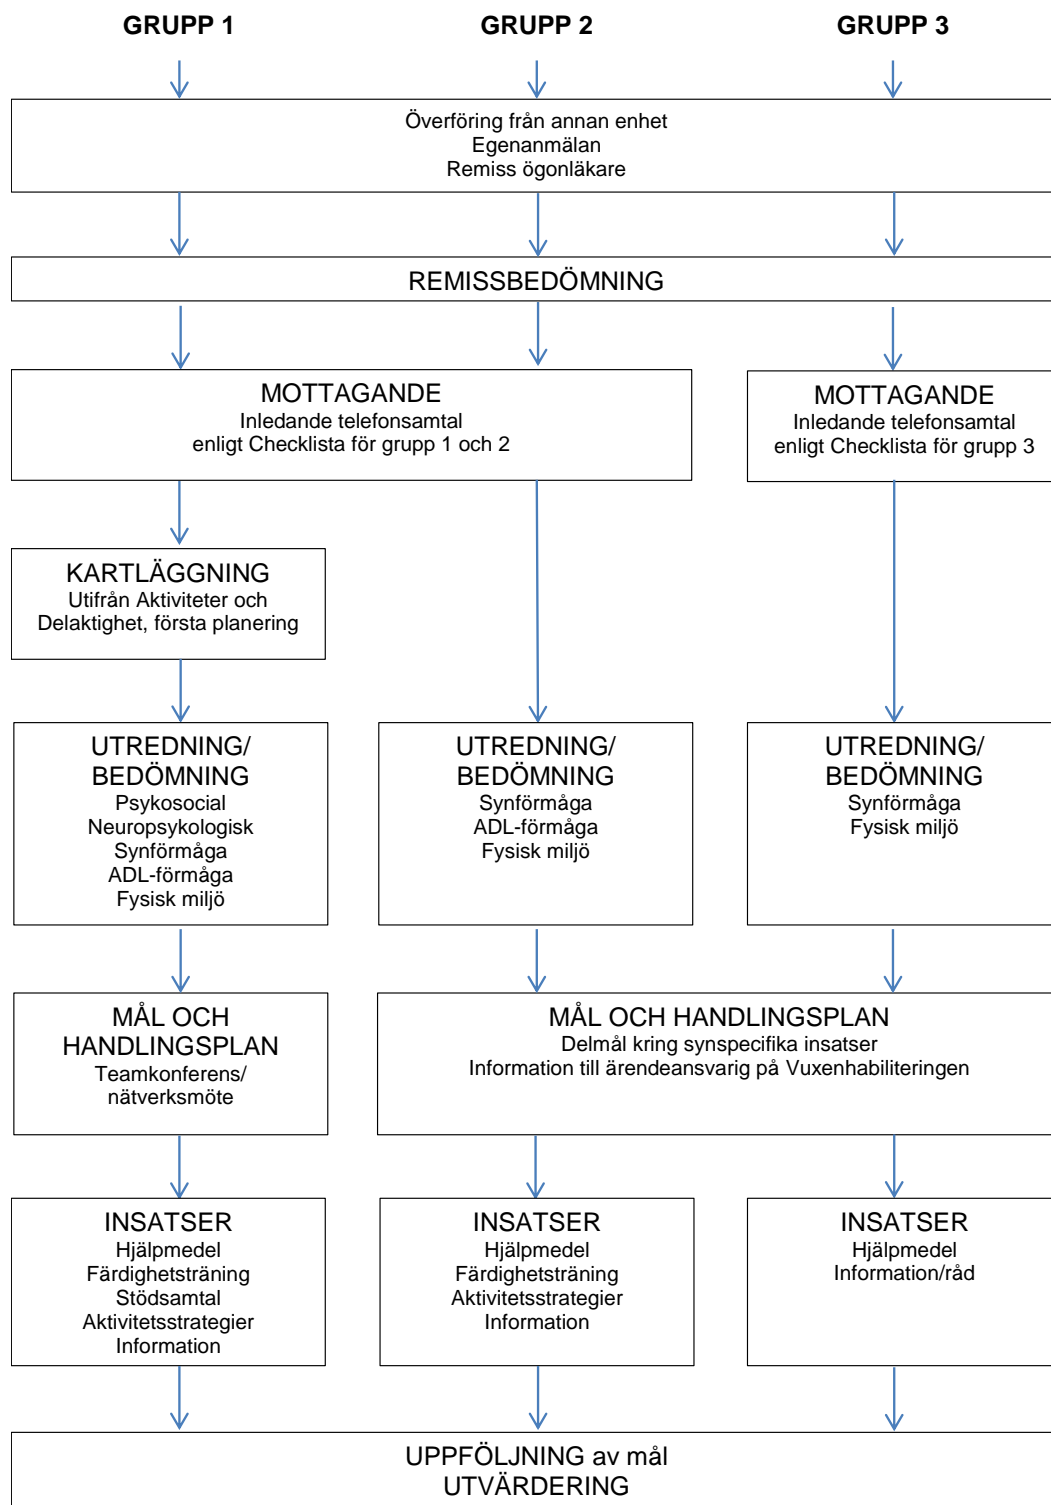 GRUPP 1
GRUPP 2
GRUPP 3
Överföring från annan enhet
Egenanmälan
Remiss ögonläkare
REMISSBEDÖMNING
MOTTAGANDE
Inledande telefonsamtal
enligt Checklista för grupp 1 och 2
MOTTAGANDE
Inledande telefonsamtal
enligt Checklista för grupp 3
KARTLÄGGNING
Utifrån Aktiviteter och
Delaktighet, första planering
UTREDNING/
BEDÖMNING
Psykosocial
Neuropsykologisk
Synförmåga
ADL-förmåga
Fysisk miljö
UTREDNING/
BEDÖMNING
Synförmåga
ADL-förmåga
Fysisk miljö
UTREDNING/
BEDÖMNING
Synförmåga
Fysisk miljö
MÅL OCH
HANDLINGSPLAN
Teamkonferens/
nätverksmöte
MÅL OCH HANDLINGSPLAN
Delmål kring synspecifika insatser
Information till ärendeansvarig på Vuxenhabiliteringen
INSATSER
Hjälpmedel
Färdighetsträning
Stödsamtal
Aktivitetsstrategier
Information
INSATSER
Hjälpmedel
Färdighetsträning
Aktivitetsstrategier
Information
INSATSER
Hjälpmedel
Information/råd
UPPFÖLJNING av mål
UTVÄRDERING